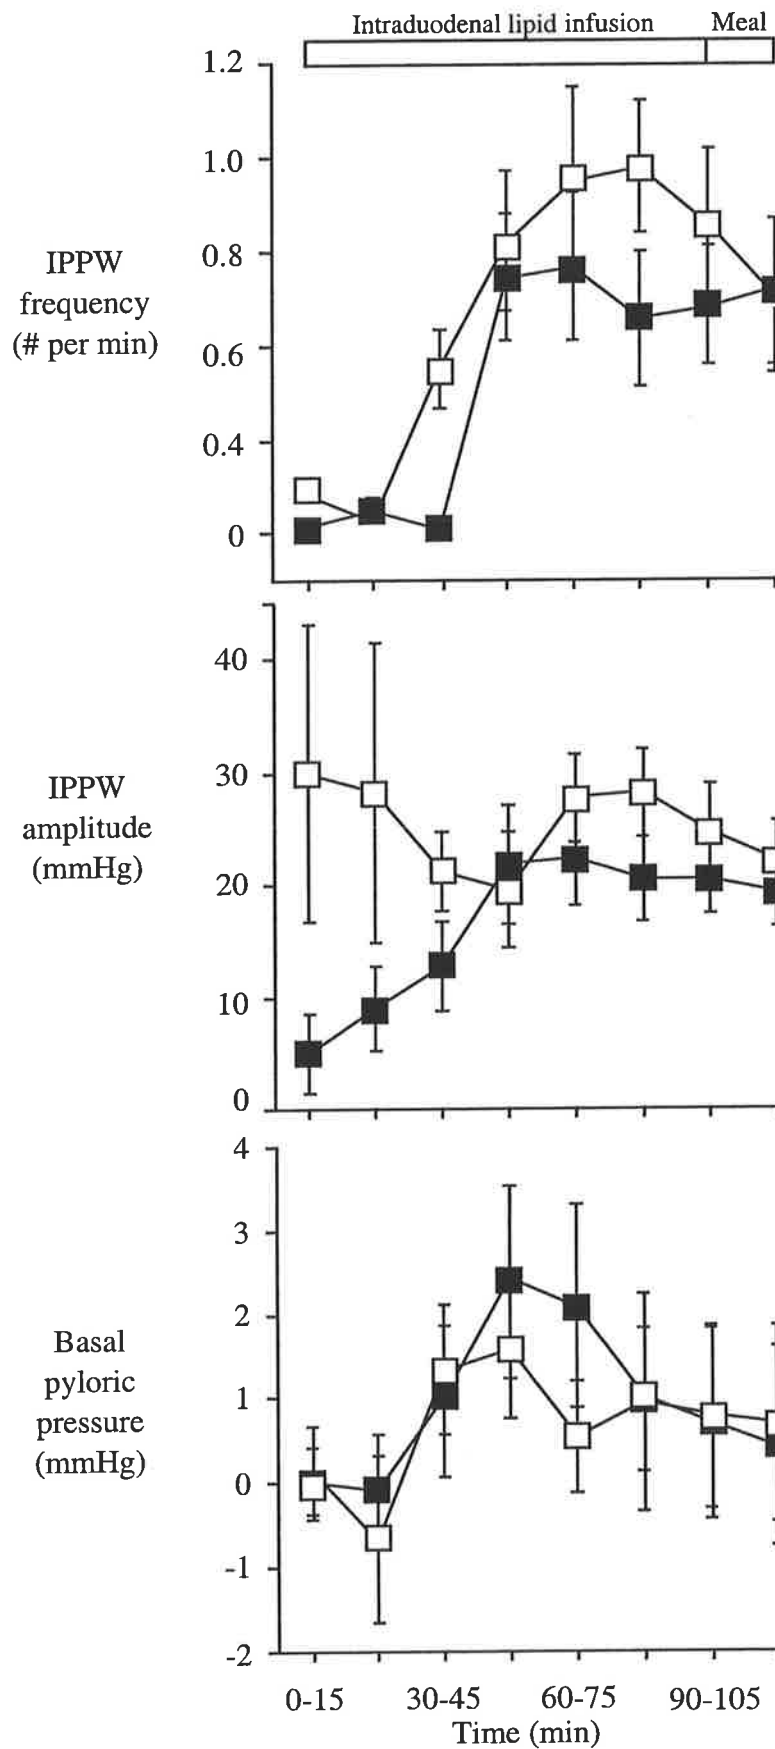 Intraduodenal lipid infusion Meal
1.2
1.0
0.8
0.6
0.4
0
IPPW
frequency
(# per min)
40
30
20
10
0
IPPW
amplitude
(mmHg)
4
3
2
1
0
-1
-2
Basal
pyloric
pressure
(mmHg)
0-15 30-45 60-75 90-105
Time (min)